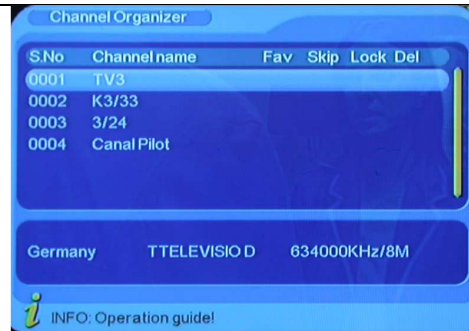 Channel Organizer
S.No Channel name Fav Skip Lock Del
0001 TV3
0002 K3/33
0003 3/24
0004 Canal Pilot
Germany TTELEVISIO D 634000KHz/8M
INFO: Operation guide!